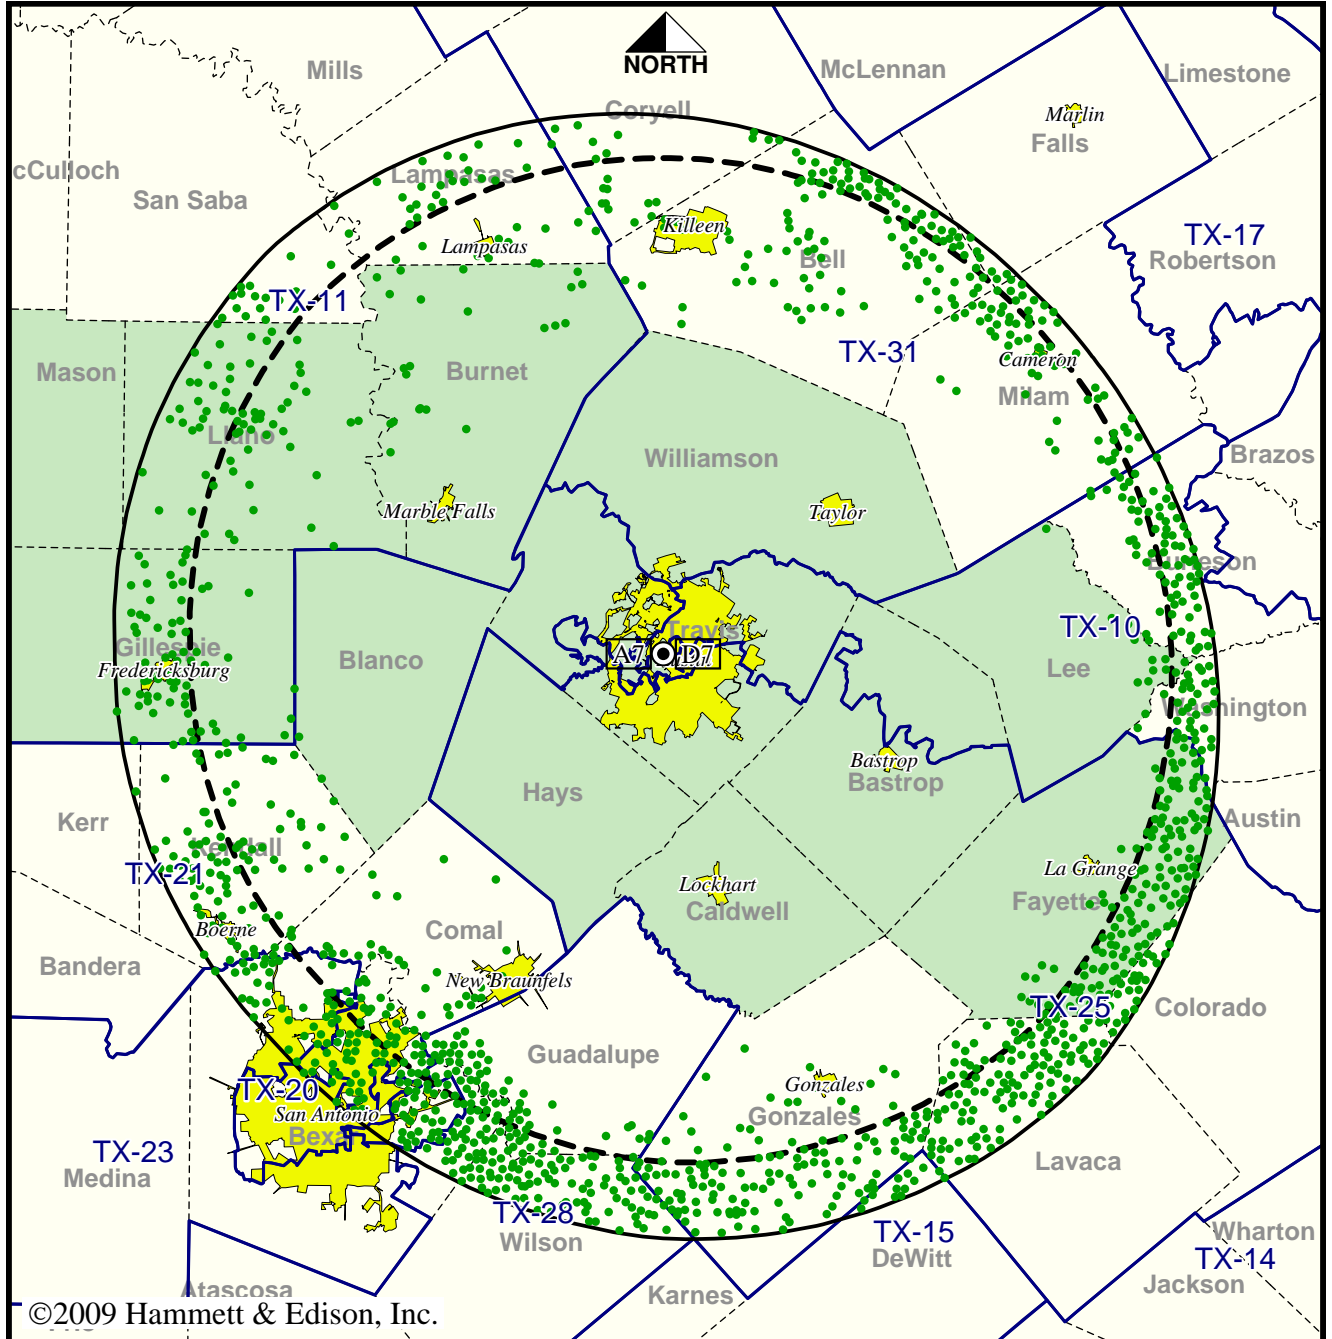 NORTH
Mills
McLennan
Limestone
Coryell
Marlin
Falls
cCulloch
Lampasas
San Saba
Killeen
TX-17
Lampasas
Bell
Robertson
TX-11
TX-31
Cameron
Mason
Burnet
Milam
Llano
Williamson
Brazos
Marble Falls
Taylor
Burleson
TX-10
Travis
Gillespie
Blanco
A7
D7
Lee
Fredericksburg
Washington
Bastrop
Bastrop
Hays
Kerr
Austin
Kendall
TX-21
La Grange
Lockhart
Fayette
Caldwell
Boerne
Comal
Bandera
New Braunfels
TX-25
Colorado
Guadalupe
TX-20
Gonzales
San Antonio
Gonzales
Bexar
TX-23
Lavaca
Medina
TX-28
TX-15
Wharton
Wilson
DeWitt
TX-14
Atascosa
Karnes
Jackson
©2009 Hammett & Edison, Inc.